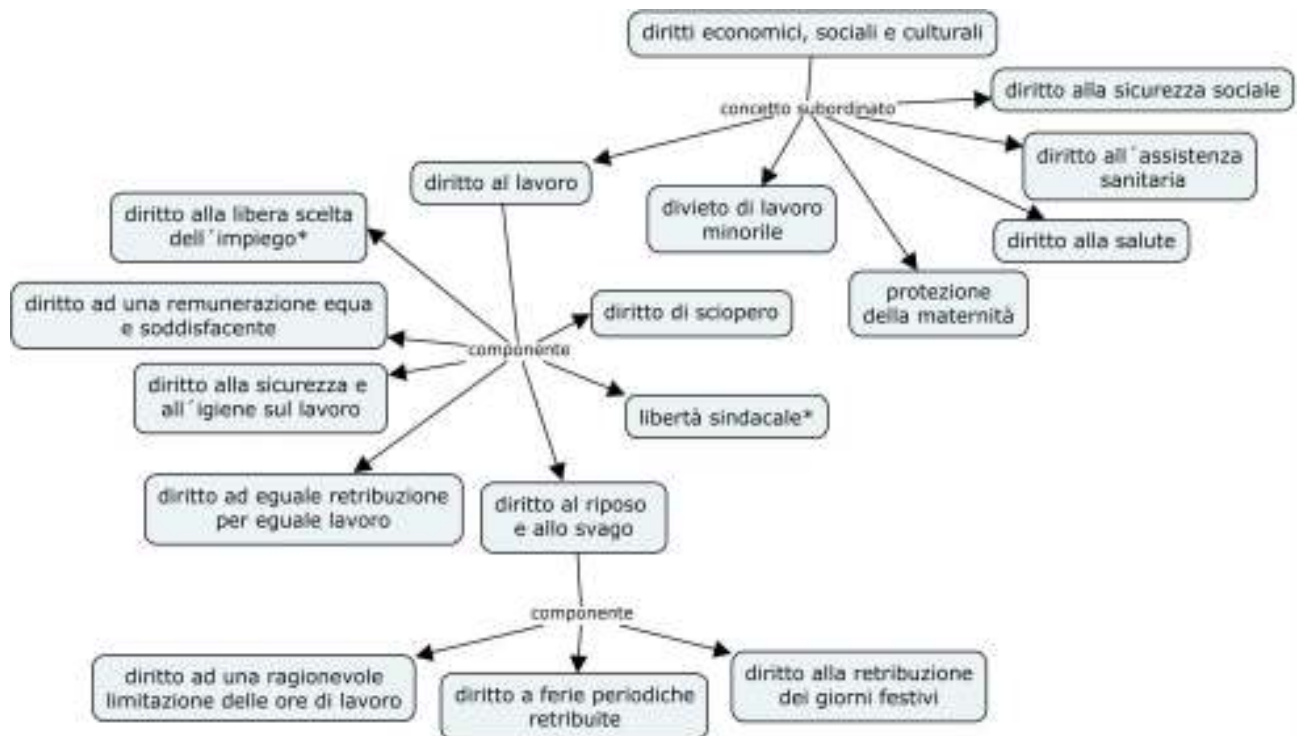 diritti economici, sociali e culturali
concetto subordinato
diritto alla sicurezza sociale
diritto all´assistenza
sanitaria
diritto al lavoro
divieto di lavoro
minorile
diritto alla salute
protezione
della maternità
diritto alla libera scelta
dell´impiego*
diritto ad una remunerazione equa
e soddisfacente
diritto di sciopero
componente
diritto alla sicurezza e
all´igiene sul lavoro
libertà sindacale*
diritto ad eguale retribuzione
per eguale lavoro
diritto al riposo
e allo svago
componente
diritto ad una ragionevole
limitazione delle ore di lavoro
diritto a ferie periodiche
retribuite
diritto alla retribuzione
dei giorni festivi